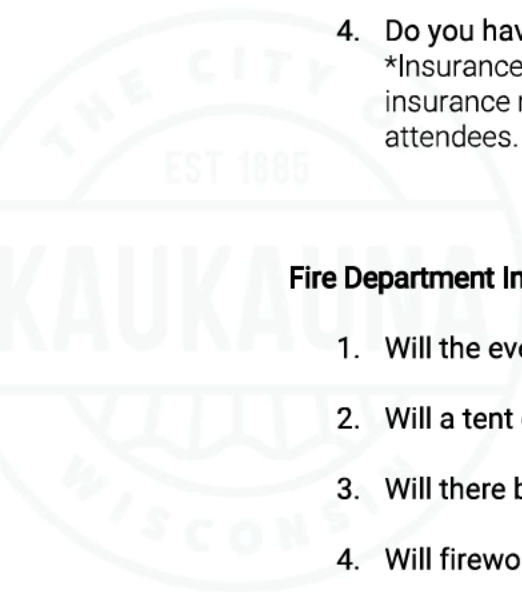 THE CITY
EST 1885
KAUKAUNA
WISCONSIN
4. Do you hav
*Insurance
insurance
attendees.
Fire Department In
1. Will the eve
2. Will a tent
3. Will there b
4. Will firewo